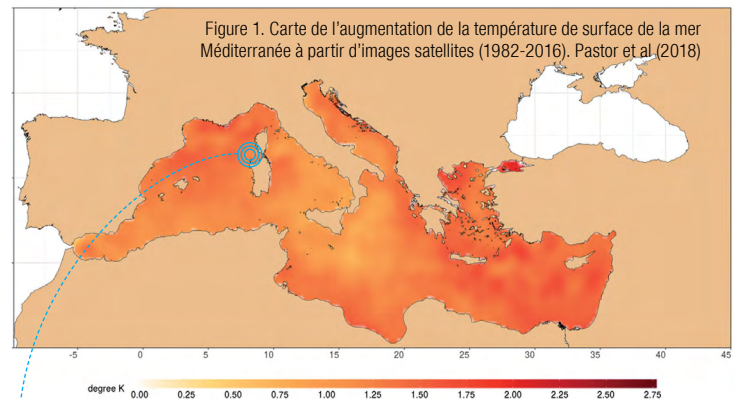 Figure 1. Carte de l’augmentation de la température de surface de la mer
Méditerranée à partir d’images satellites (1982-2016). Pastor et al (2018)
-5 0 5 10 15 20 25 30 35 40 45
degree K 0.00 0.25 0.50 0.75 1.00 1.25 1.50 1.75 2.00 2.25 2.50 2.75